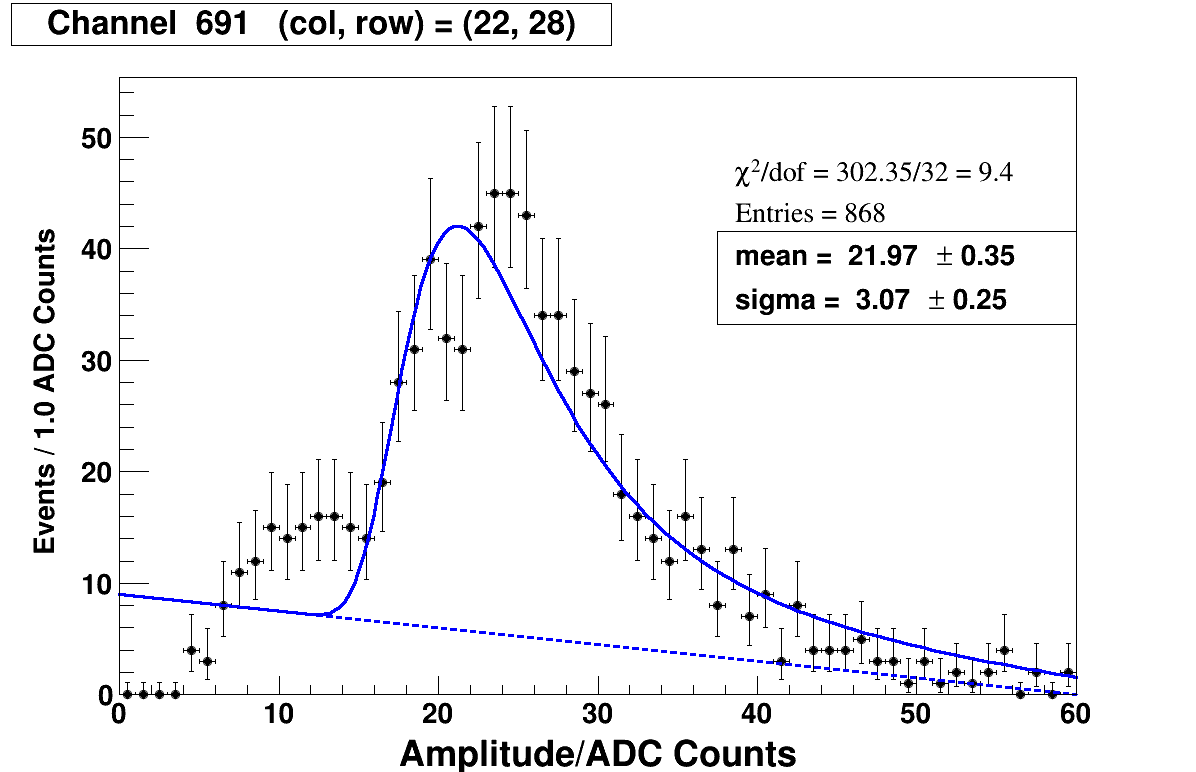 Channel 691 (col, row) = (22, 28)
χ²/dof = 302.35/32 = 9.4
Entries = 868
mean = 21.97 ± 0.35
sigma = 3.07 ± 0.25
Events / 1.0 ADC Counts
50
40
30
20
10
0
0 10 20 30 40 50 60
Amplitude/ADC Counts